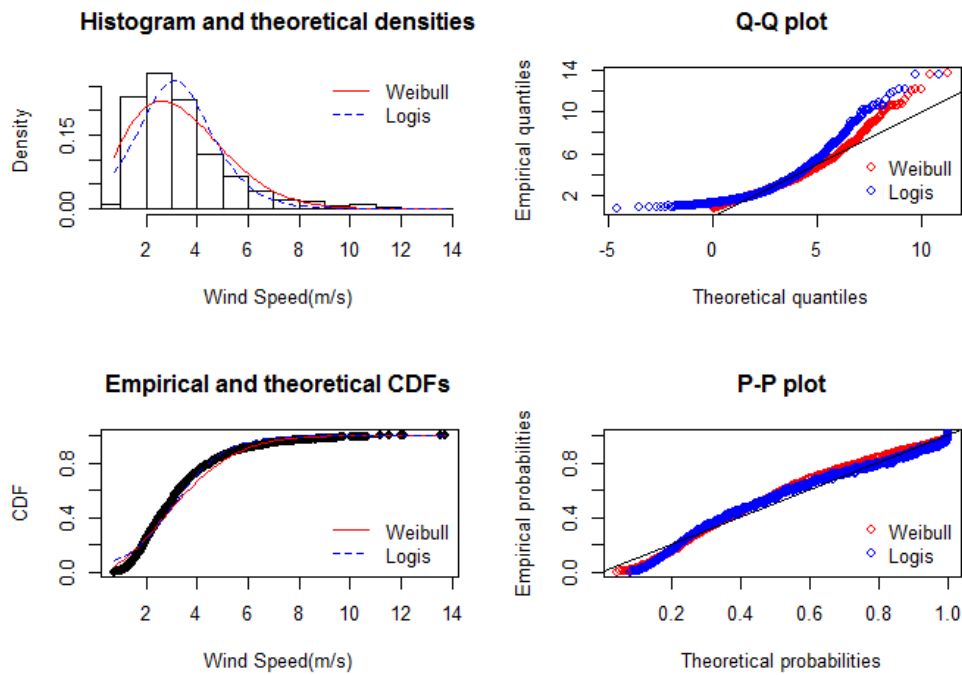 Histogram and theoretical densities
Density
0.00
0.15
Weibull
Logis
2 4 6 8 10 12 14
Wind Speed(m/s)
Q-Q plot
Empirical quantiles
2 6 10 14
Weibull
Logis
-5 0 5 10
Theoretical quantiles
Empirical and theoretical CDFs
CDF
0.0 0.4 0.8
Weibull
Logis
2 4 6 8 10 12 14
Wind Speed(m/s)
P-P plot
Empirical probabilities
0.0 0.4 0.8
Weibull
Logis
0.2 0.4 0.6 0.8 1.0
Theoretical probabilities